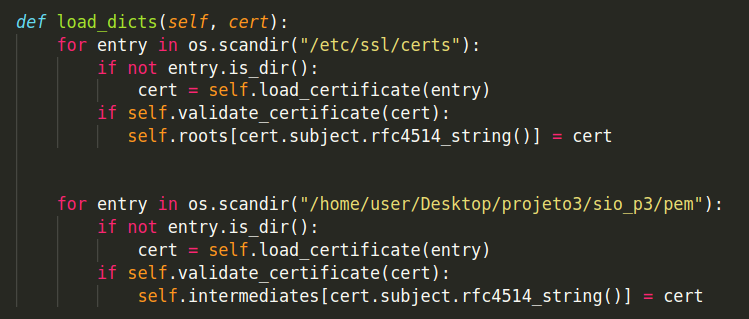 def load_dicts(self, cert):
    for entry in os.scandir("/etc/ssl/certs"):
        if not entry.is_dir():
            cert = self.load_certificate(entry)
        if self.validate_certificate(cert):
           self.roots[cert.subject.rfc4514_string()] = cert
    for entry in os.scandir("/home/user/Desktop/projeto3/sio_p3/pem"):
        if not entry.is_dir():
            cert = self.load_certificate(entry)
        if self.validate_certificate(cert):
            self.intermediates[cert.subject.rfc4514_string()] = cert